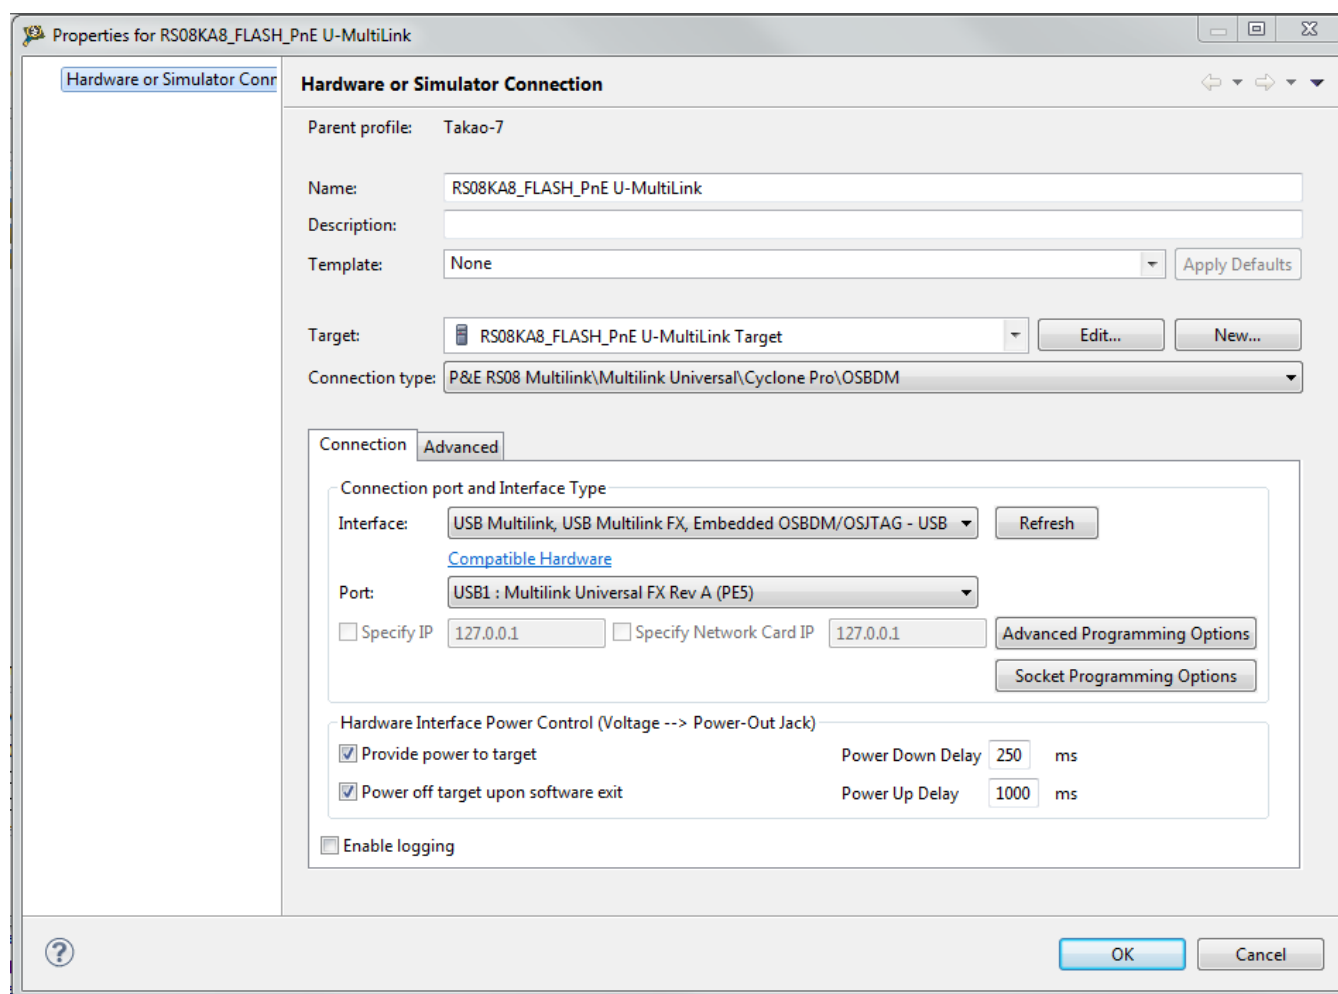 Properties for RS08KA8_FLASH_PnE U-MultiLink
Hardware or Simulator Conn
Hardware or Simulator Connection
Parent profile: Takao-7
Name: RS08KA8_FLASH_PnE U-MultiLink
Description:
Template: None Apply Defaults
Target: RS08KA8_FLASH_PnE U-MultiLink Target Edit... New...
Connection type: P&E RS08 Multilink\Multilink Universal\Cyclone Pro\OSBDM
Connection Advanced
Connection port and Interface Type
Interface: USB Multilink, USB Multilink FX, Embedded OSBDM/OSJTAG - USB Refresh
Compatible Hardware
Port: USB1 : Multilink Universal FX Rev A (PE5)
Specify IP 127.0.0.1 Specify Network Card IP 127.0.0.1 Advanced Programming Options
Socket Programming Options
Hardware Interface Power Control (Voltage --> Power-Out Jack)
Provide power to target Power Down Delay 250 ms
Power off target upon software exit Power Up Delay 1000 ms
Enable logging
? OK Cancel